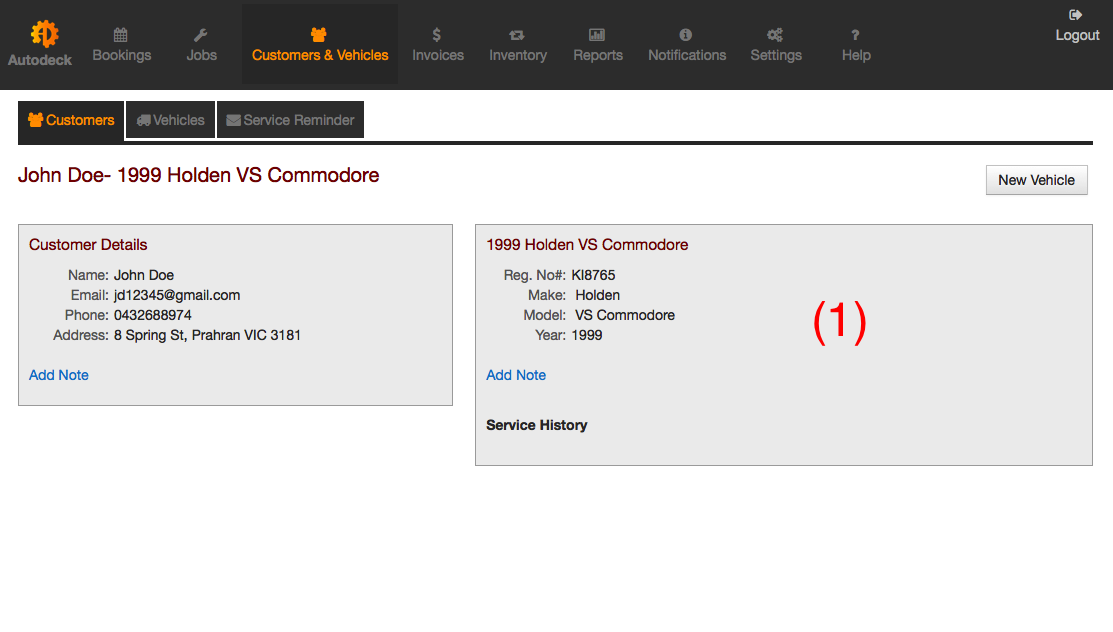 Autodeck
Bookings
Jobs
Customers & Vehicles
Invoices
Inventory
Reports
Notifications
Settings
Help
Logout
Customers
Vehicles
Service Reminder
John Doe- 1999 Holden VS Commodore
New Vehicle
Customer Details
Name: John Doe
Email: jd12345@gmail.com
Phone: 0432688974
Address: 8 Spring St, Prahran VIC 3181
Add Note
1999 Holden VS Commodore
Reg. No#: KI8765
Make: Holden
Model: VS Commodore
Year: 1999
(1)
Add Note
Service History